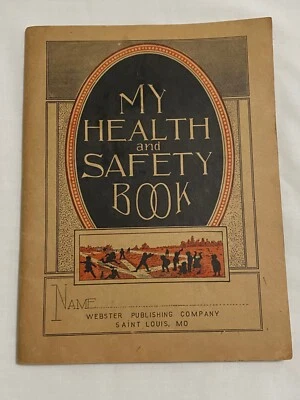 MY
HEALTH
and
SAFETY
BOOK
NAME
WEBSTER PUBLISHING COMPANY
SAINT LOUIS, MO